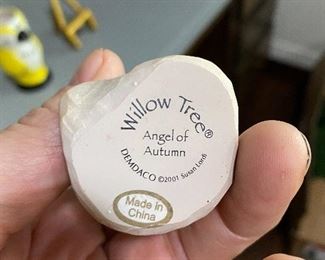 Willow Tree®
Angel of
Autumn
DEMDACO ©2001 Susan Lordi
Made in
China